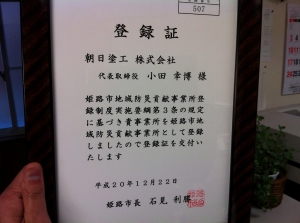 507
登録証
朝日塗工 株式会社
代表取締役 小田 幸博 様
姫路市地域防災貢献事業所登
録制度実施要綱第3条の規定
に基づき貴事業所を姫路市地
域防災貢献事業所として登録
しましたので登録証を交付い
たします
平成20年12月22日
姫路市長 石見 利勝